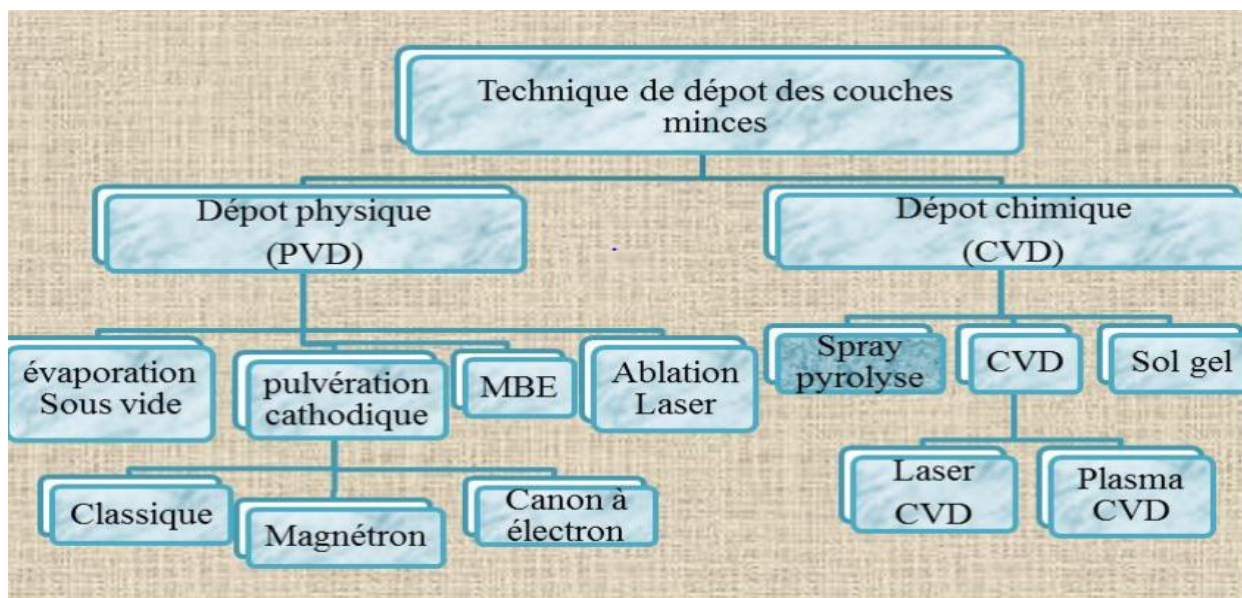 Technique de dépot des couches
minces
Dépot physique
(PVD)
Dépot chimique
(CVD)
évaporation
Sous vide
pulvération
cathodique
MBE
Ablation
Laser
Spray
pyrolyse
CVD
Sol gel
Classique
Magnétron
Canon à
électron
Laser
CVD
Plasma
CVD